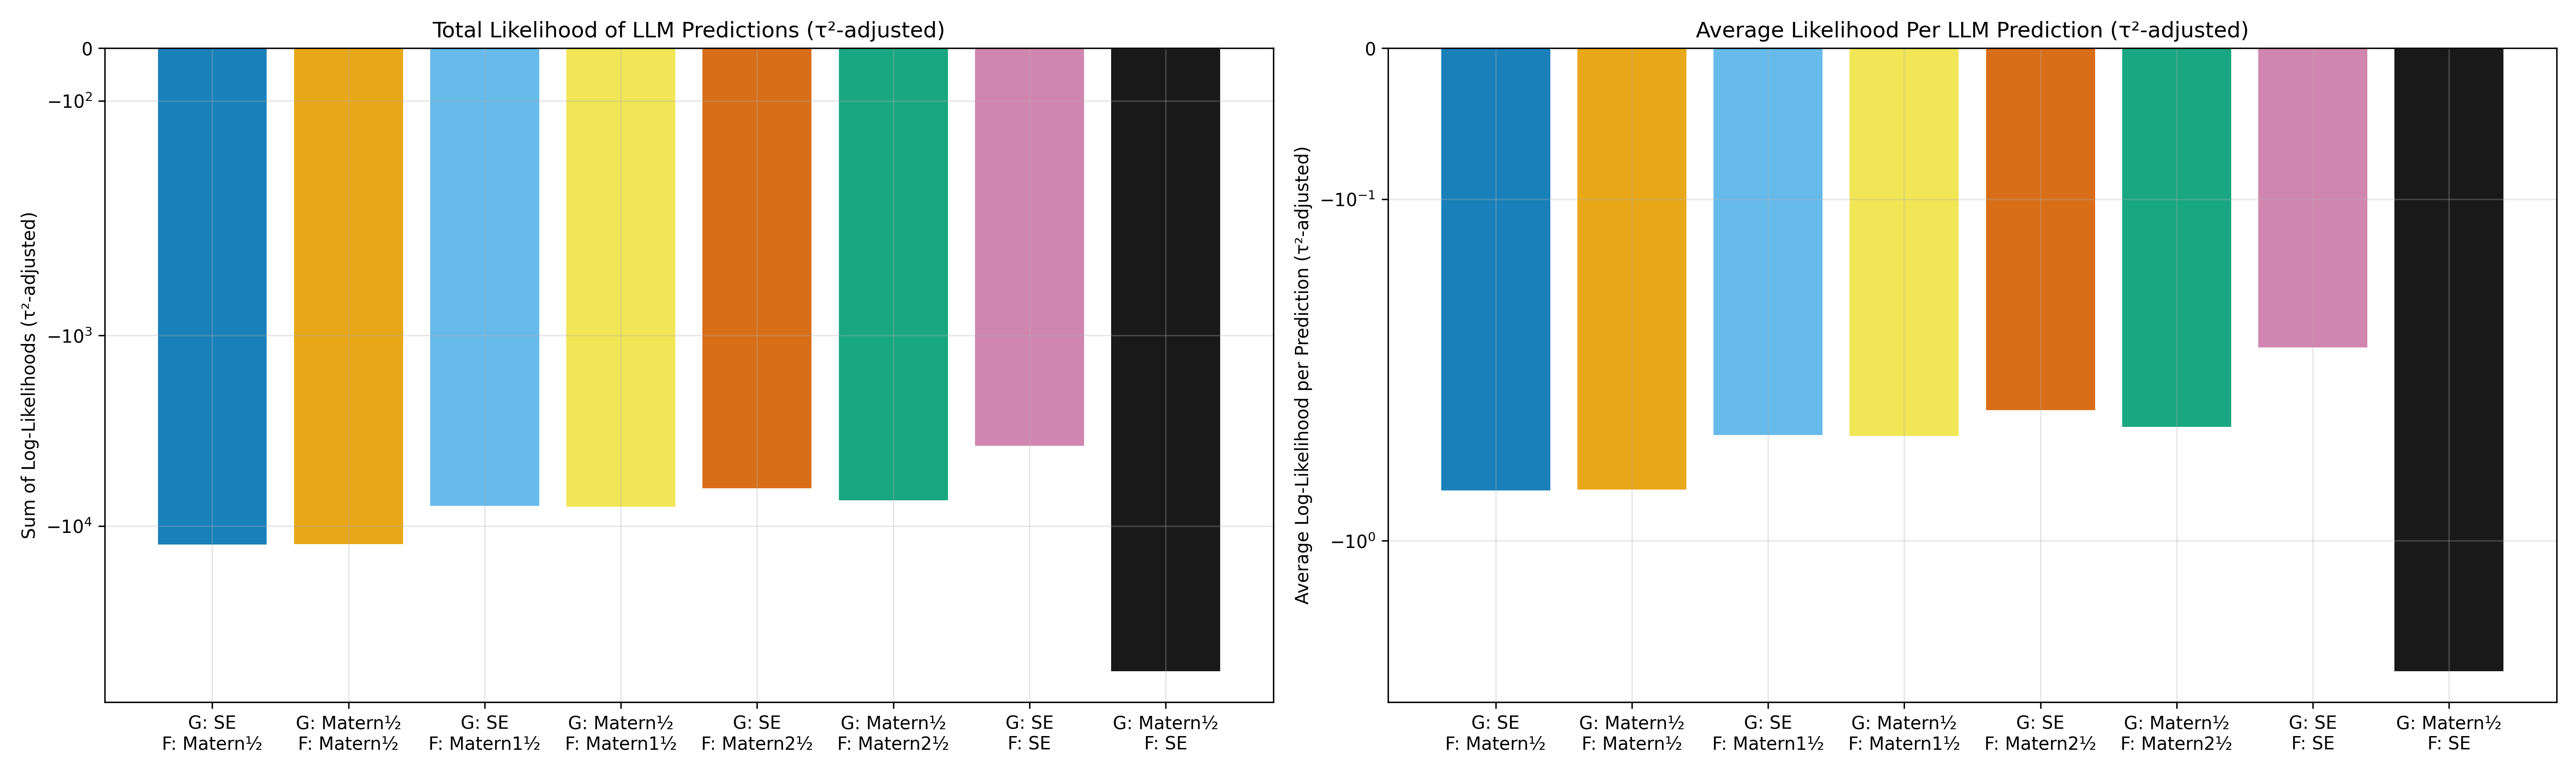 Total Likelihood of LLM Predictions (τ²-adjusted)
Sum of Log-Likelihoods (τ²-adjusted)
0
−10²
−10³
−10⁴
G: SE
F: Matern½
G: Matern½
F: Matern½
G: SE
F: Matern1½
G: Matern½
F: Matern1½
G: SE
F: Matern2½
G: Matern½
F: Matern2½
G: SE
F: SE
G: Matern½
F: SE
Average Likelihood Per LLM Prediction (τ²-adjusted)
Average Log-Likelihood per Prediction (τ²-adjusted)
0
−10⁻¹
−10⁰
G: SE
F: Matern½
G: Matern½
F: Matern½
G: SE
F: Matern1½
G: Matern½
F: Matern1½
G: SE
F: Matern2½
G: Matern½
F: Matern2½
G: SE
F: SE
G: Matern½
F: SE